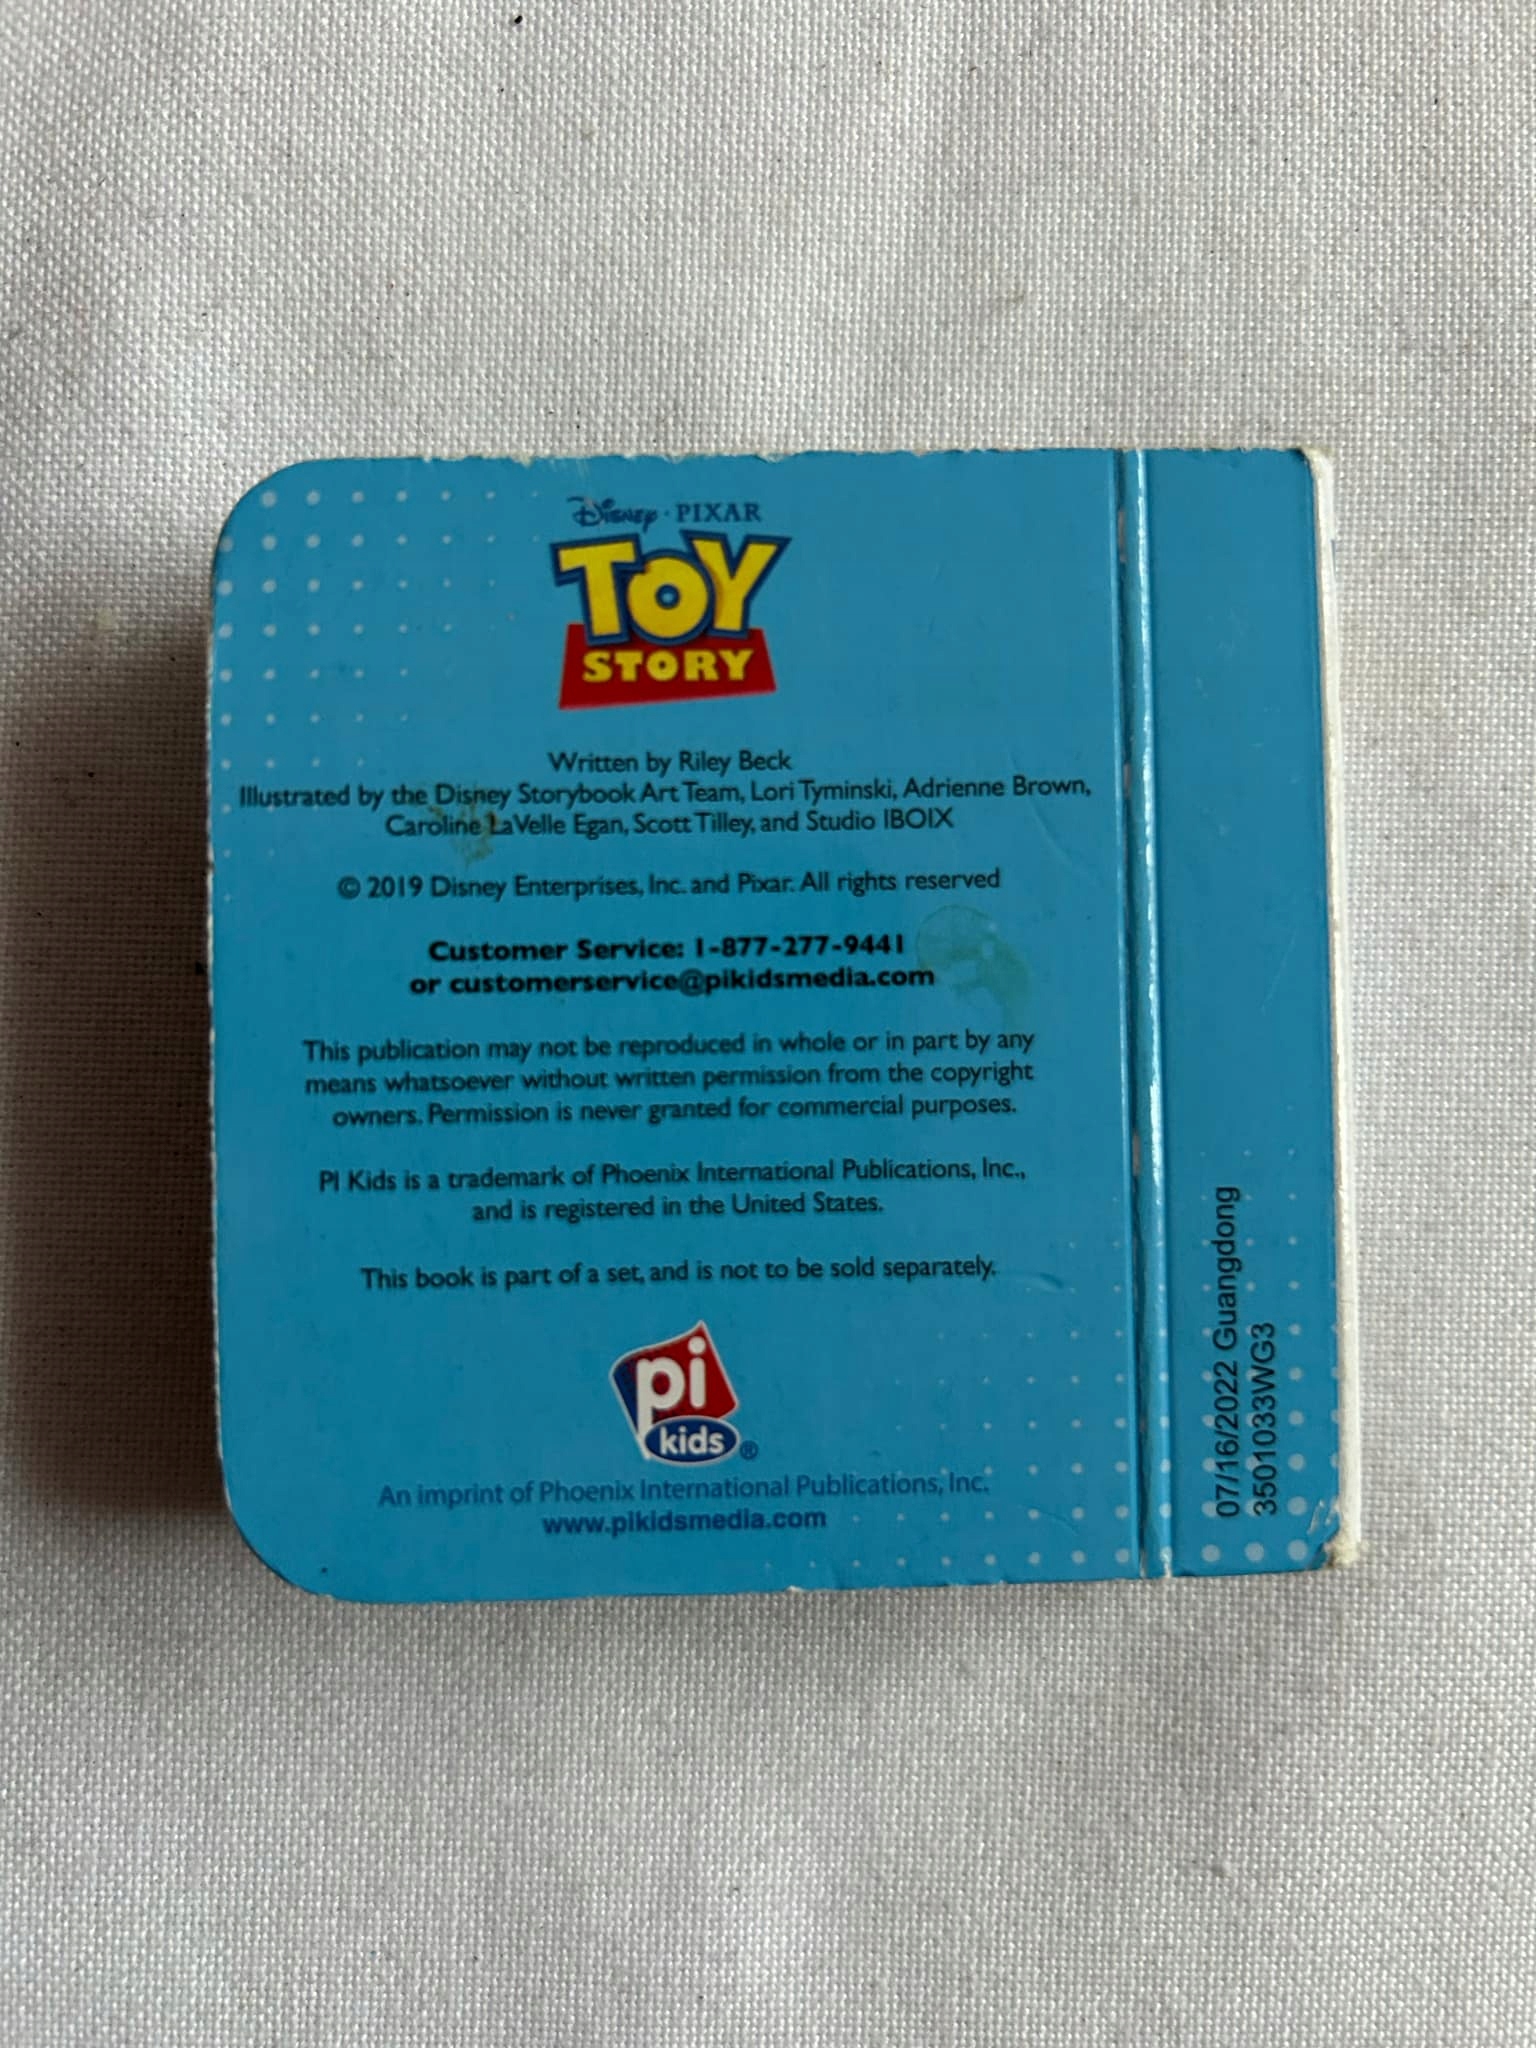 Disney · PIXAR
TOY
STORY
Written by Riley Beck
Illustrated by the Disney Storybook Art Team, Lori Tyminski, Adrienne Brown,
Caroline LaVelle Egan, Scott Tilley, and Studio IBOIX
© 2019 Disney Enterprises, Inc. and Pixar. All rights reserved
Customer Service: 1-877-277-9441
or customerservice@pikidsmedia.com
This publication may not be reproduced in whole or in part by any
means whatsoever without written permission from the copyright
owners. Permission is never granted for commercial purposes.
PI Kids is a trademark of Phoenix International Publications, Inc.,
and is registered in the United States.
This book is part of a set, and is not to be sold separately.
pi
kids®
An imprint of Phoenix International Publications, Inc.
www.pikidsmedia.com
07/16/2022 Guangdong
3501033WG3